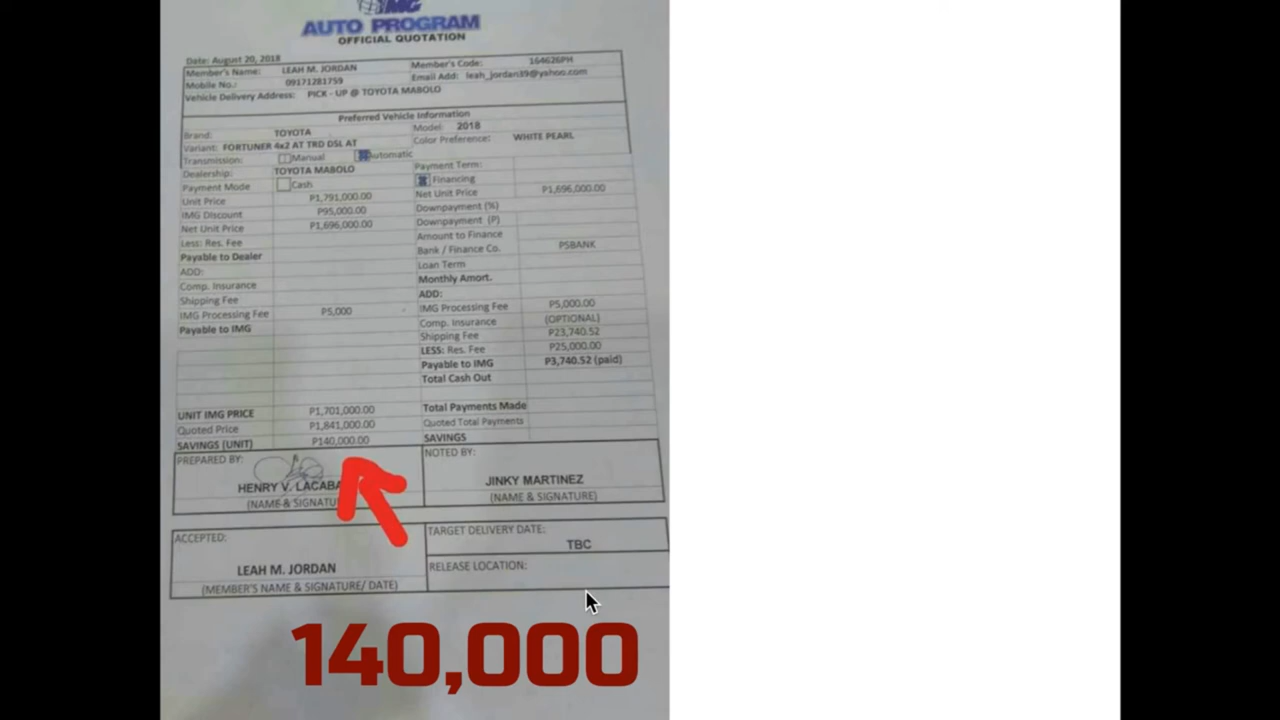 IMG
AUTO PROGRAM
OFFICIAL QUOTATION
Date: August 20, 2018
Member's Name: LEAH M. JORDAN Member's Code: 164626PH
Mobile No.: 09171281759 Email Add: leah_jordan39@yahoo.com
Vehicle Delivery Address: PICK - UP @ TOYOTA MABOLO
Preferred Vehicle Information
Brand: TOYOTA Model: 2018
Variant: FORTUNER 4x2 AT TRD DSL AT Color Preference: WHITE PEARL
Transmission: Manual Automatic
Dealership: TOYOTA MABOLO Payment Term:
Payment Mode Cash Financing
Unit Price P1,791,000.00 Net Unit Price P1,696,000.00
IMG Discount P95,000.00 Downpayment (%)
Net Unit Price P1,696,000.00 Downpayment (P)
Less: Res. Fee Amount to Finance
Payable to Dealer Bank / Finance Co. PSBANK
ADD: Loan Term
Comp. Insurance Monthly Amort.
Shipping Fee ADD:
IMG Processing Fee P5,000 IMG Processing Fee P5,000.00
Payable to IMG Comp. Insurance (OPTIONAL)
Shipping Fee P23,740.52
LESS: Res. Fee P25,000.00
Payable to IMG P3,740.52 (paid)
Total Cash Out
UNIT IMG PRICE P1,701,000.00 Total Payments Made
Quoted Price P1,841,000.00 Quoted Total Payments
SAVINGS (UNIT) P140,000.00 SAVINGS
PREPARED BY: NOTED BY:
HENRY V. LACABA JINKY MARTINEZ
(NAME & SIGNATU (NAME & SIGNATURE)
ACCEPTED: TARGET DELIVERY DATE:
TBC
LEAH M. JORDAN RELEASE LOCATION:
(MEMBER'S NAME & SIGNATURE/ DATE)
140,000